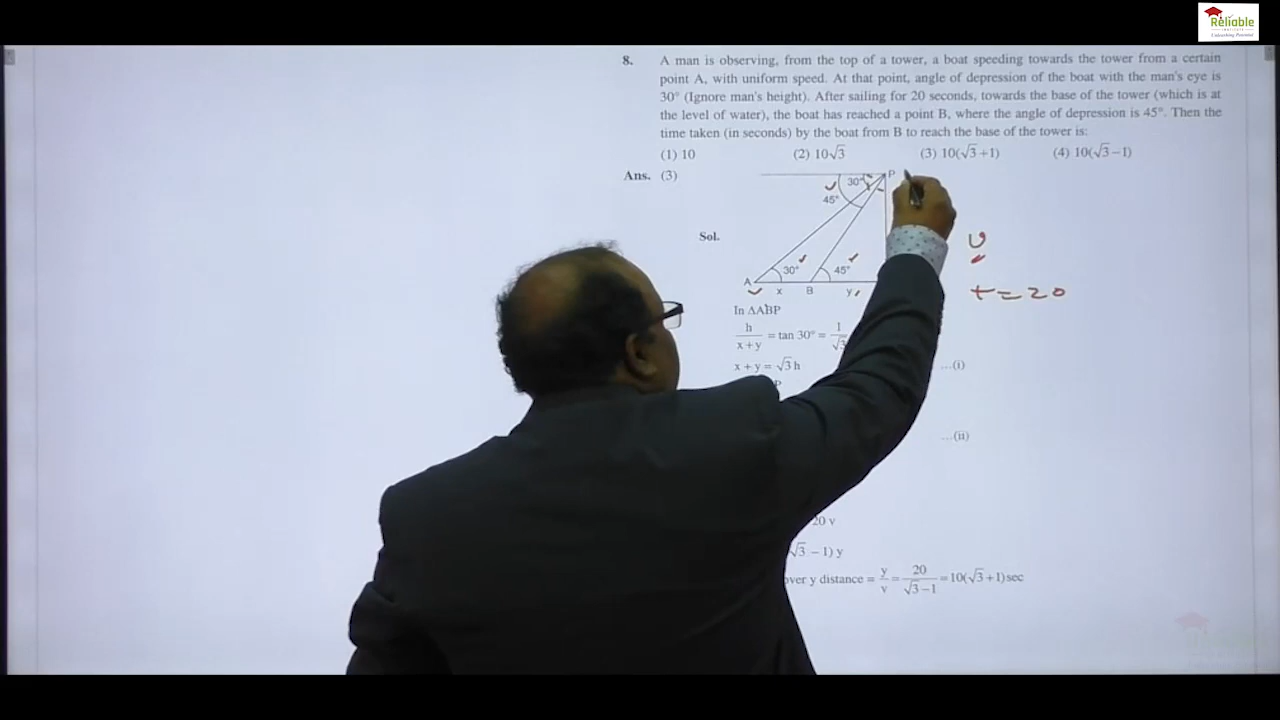 Reliable
INSTITUTE
Unleashing Potential
8. A man is observing, from the top of a tower, a boat speeding towards the tower from a certain
point A, with uniform speed. At that point, angle of depression of the boat with the man's eye is
30° (Ignore man's height). After sailing for 20 seconds, towards the base of the tower (which is at
the level of water), the boat has reached a point B, where the angle of depression is 45°. Then the
time taken (in seconds) by the boat from B to reach the base of the tower is:
(1) 10 (2) 10√3 (3) 10(√3+1) (4) 10(√3−1)
Ans. (3)
30° P
45°
Sol.
υ
30° 45°
A x B y
t = 20
In ΔABP
h/(x+y) = tan 30° = 1/√3
x + y = √3 h ...(i)
...(ii)
20 v
√3 − 1) y
over y distance = y/v = 20/(√3−1) = 10(√3+1) sec